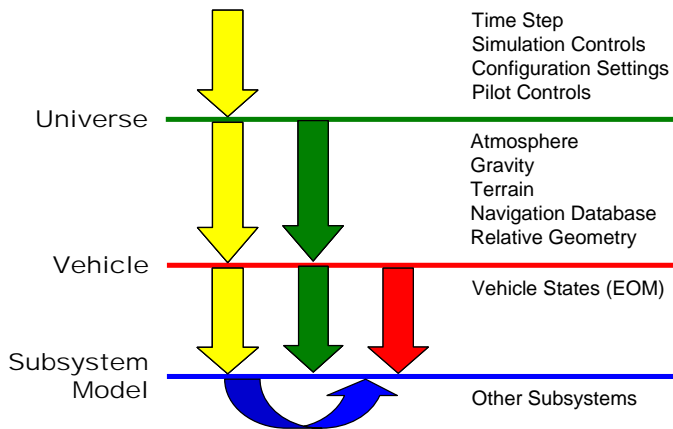 Time Step
Simulation Controls
Configuration Settings
Pilot Controls
Universe
Atmosphere
Gravity
Terrain
Navigation Database
Relative Geometry
Vehicle
Vehicle States (EOM)
Subsystem
Model
Other Subsystems